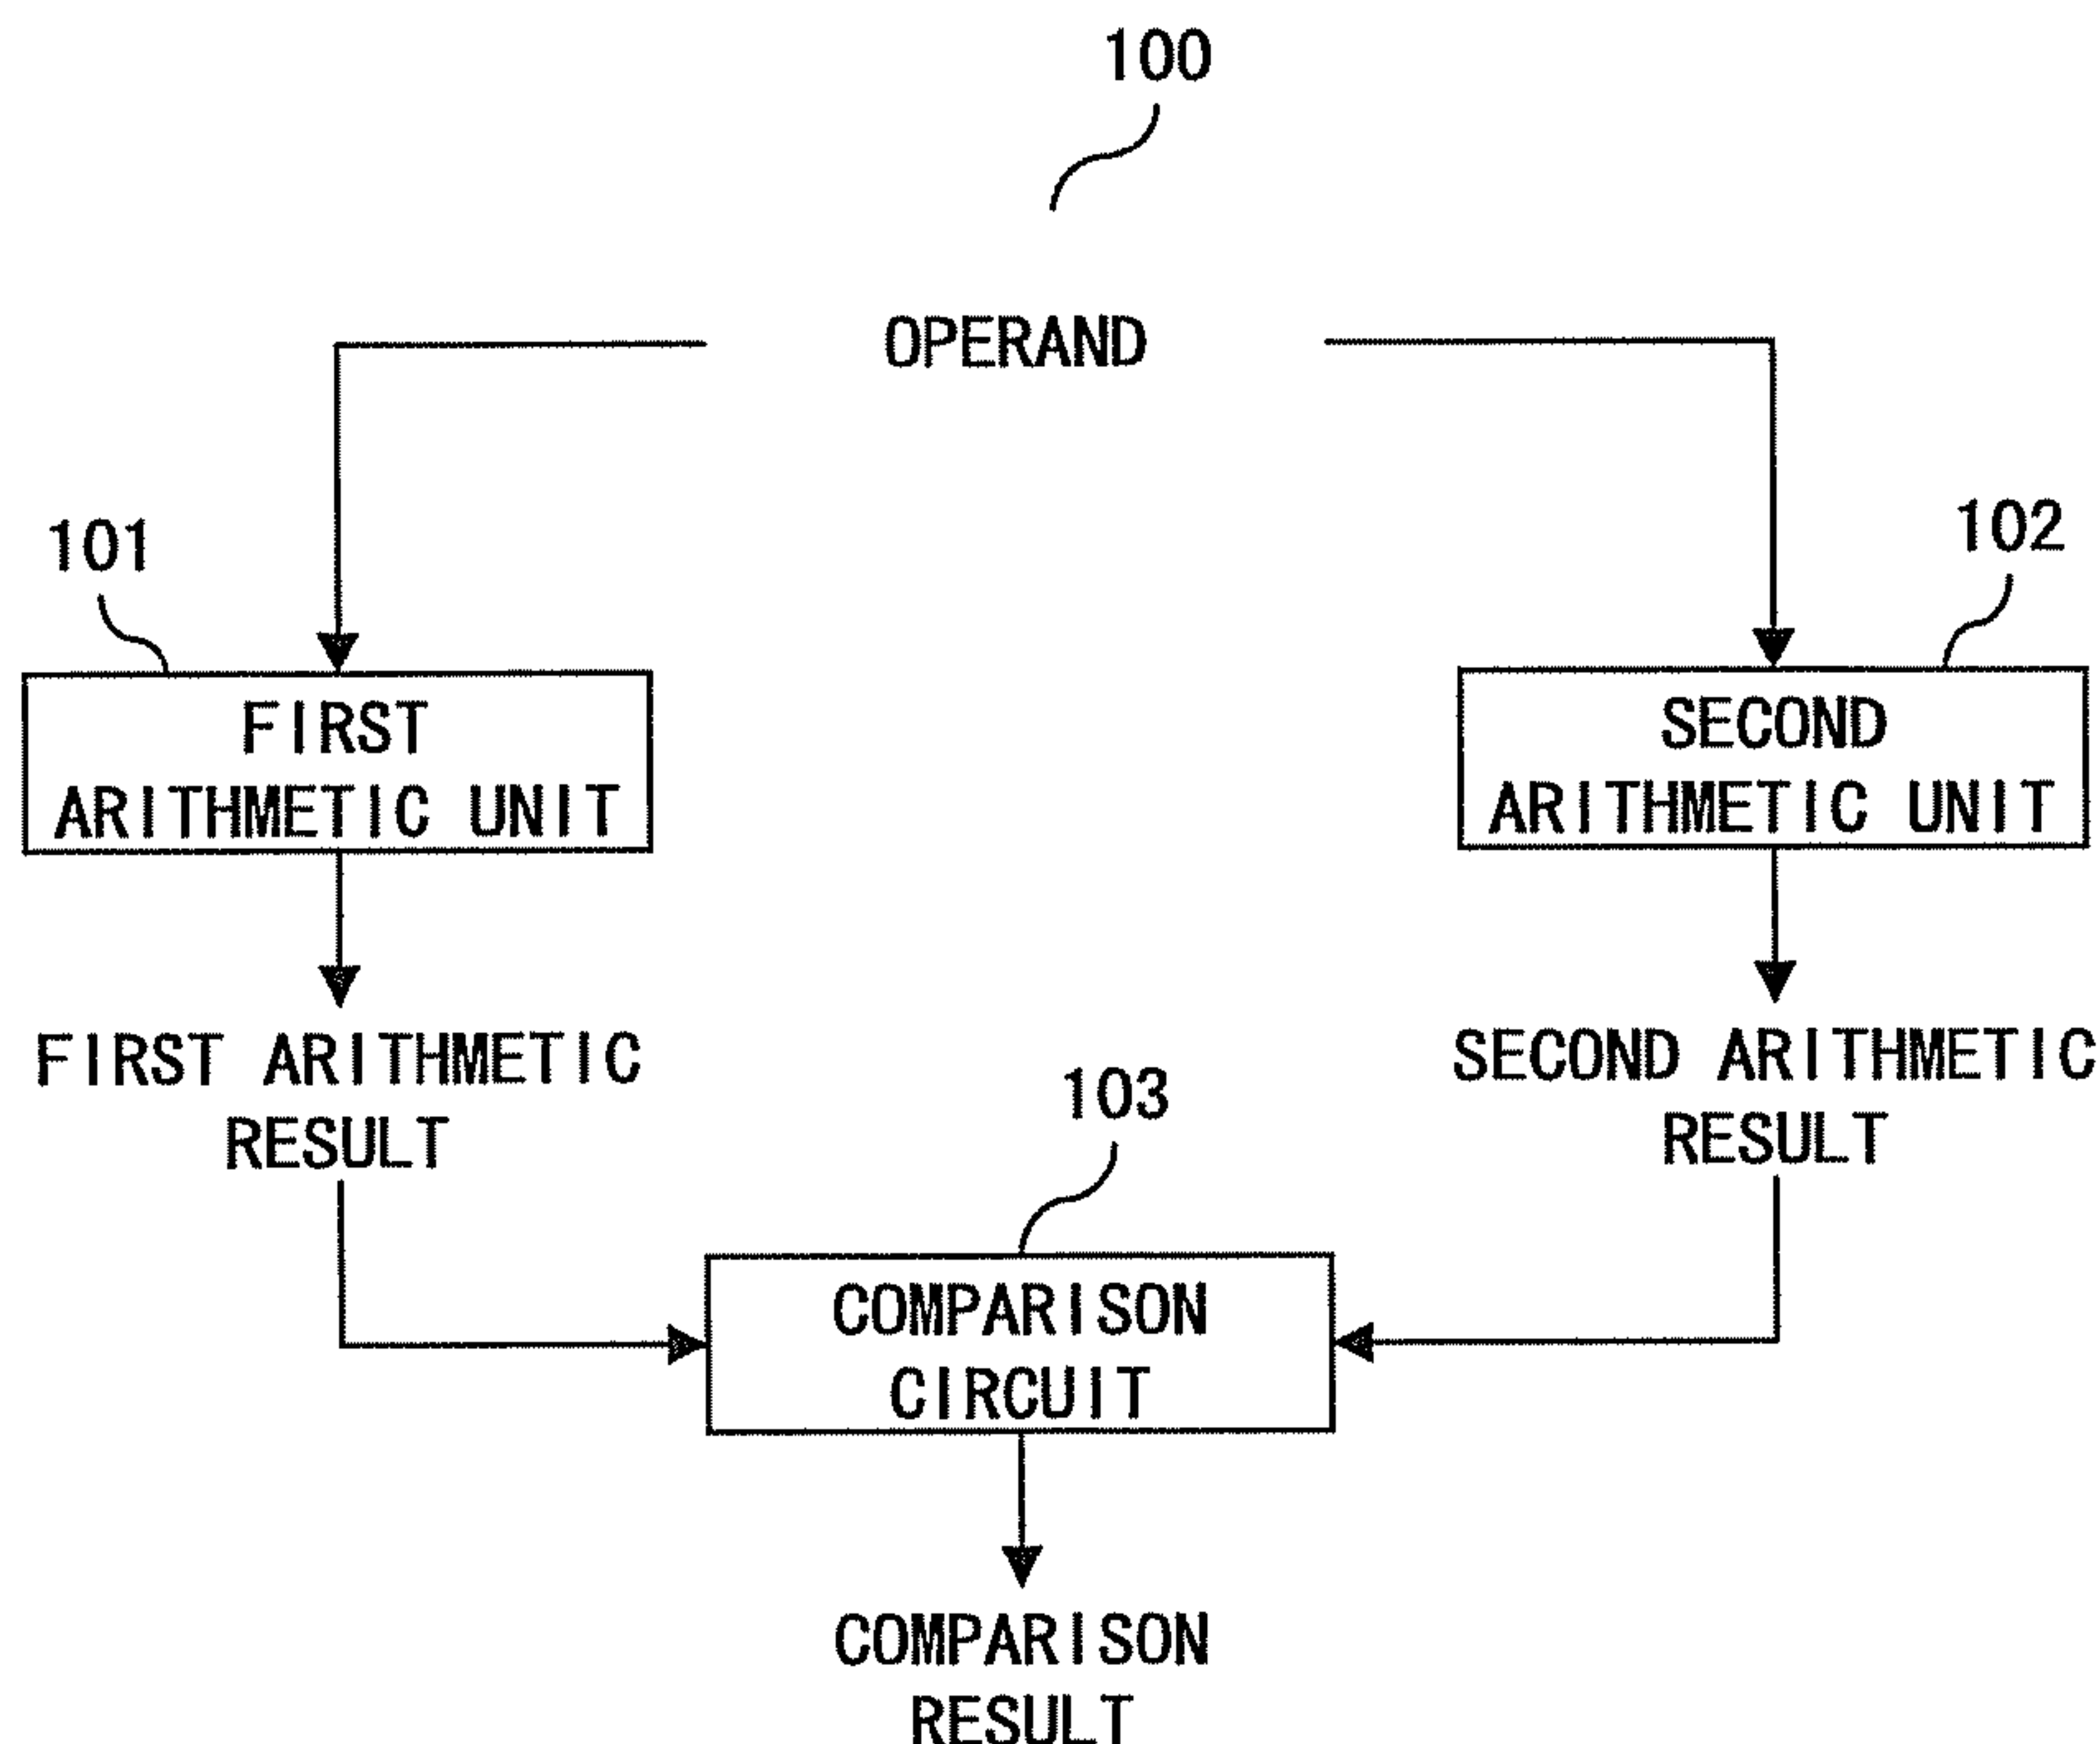 100
OPERAND
101
102
FIRST
ARITHMETIC UNIT
SECOND
ARITHMETIC UNIT
FIRST ARITHMETIC
RESULT
SECOND ARITHMETIC
RESULT
103
COMPARISON
CIRCUIT
COMPARISON
RESULT